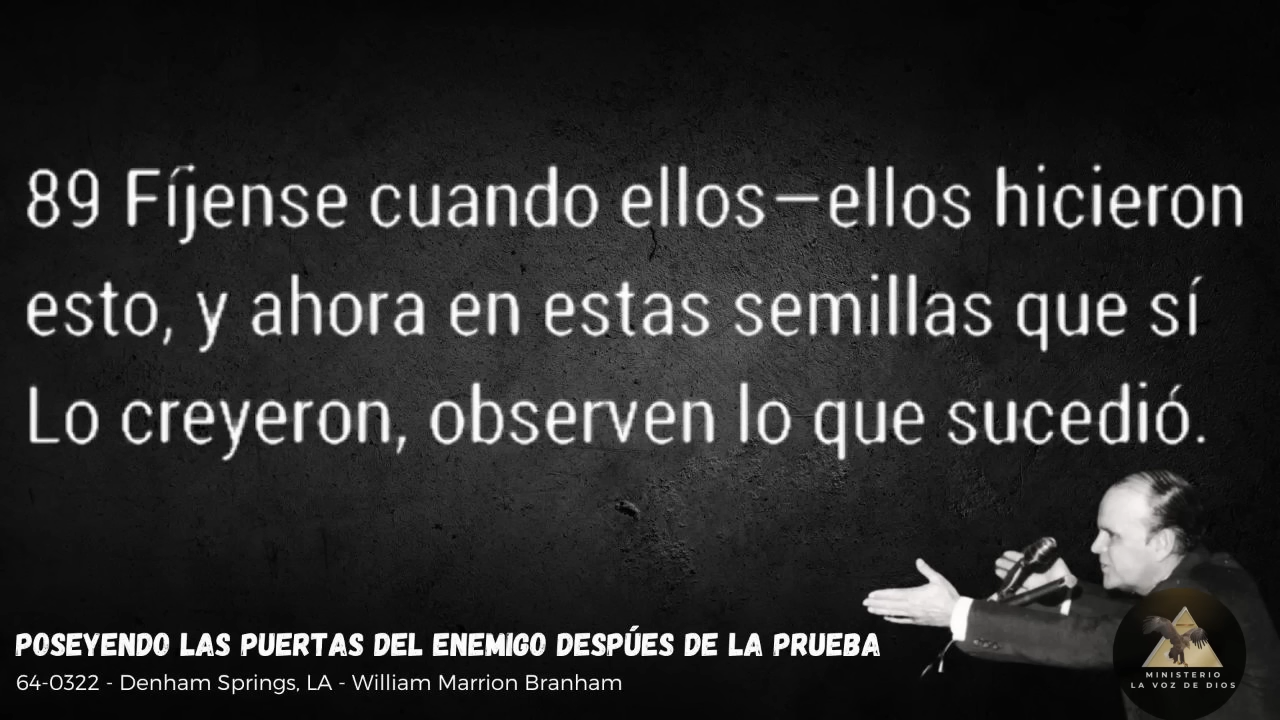 89 Fíjense cuando ellos—ellos hicieron
esto, y ahora en estas semillas que sí
Lo creyeron, observen lo que sucedió.
POSEYENDO LAS PUERTAS DEL ENEMIGO DESPÚES DE LA PRUEBA
64-0322 - Denham Springs, LA - William Marrion Branham
MINISTERIO
LA VOZ DE DIOS